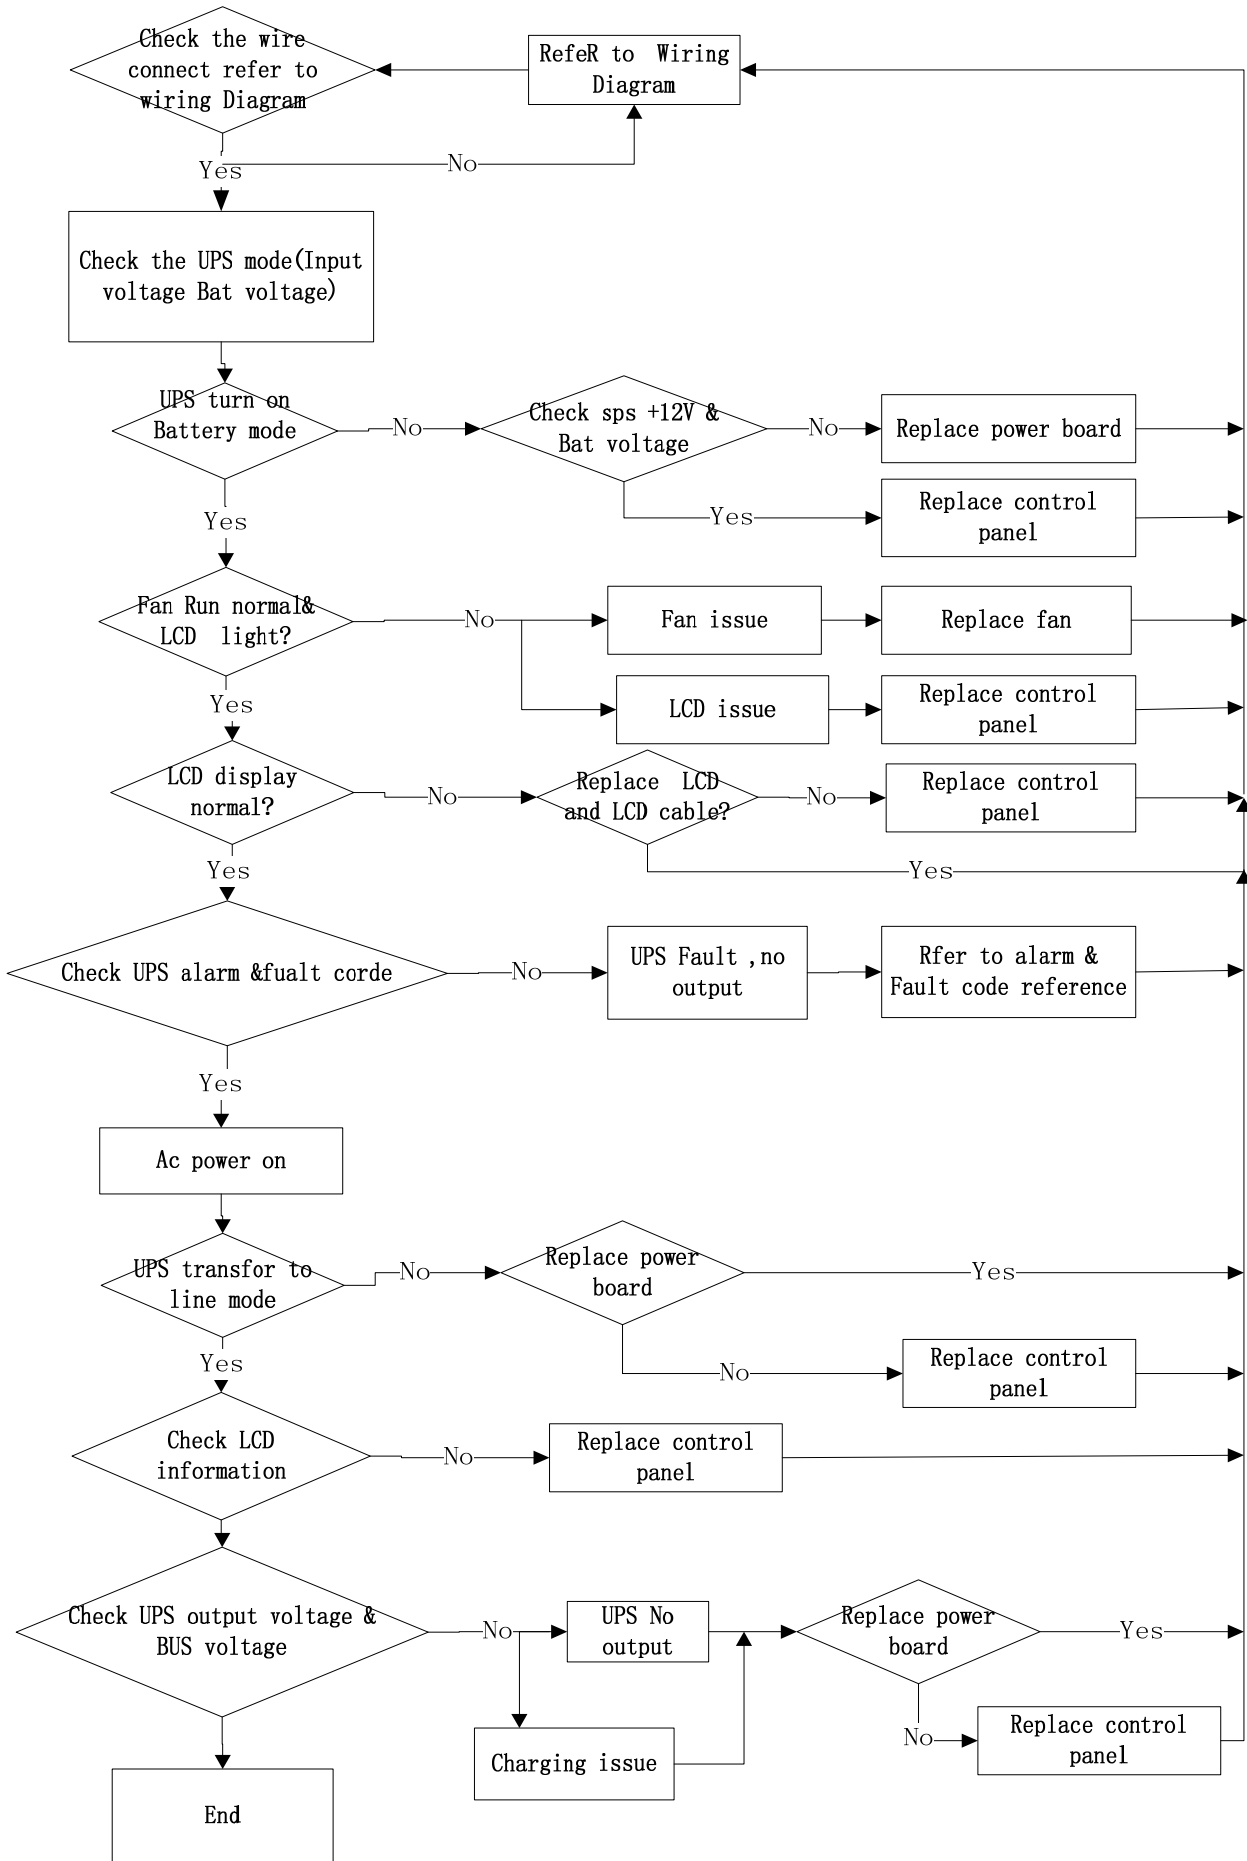 Check the wire
connect refer to
wiring Diagram
RefeR to Wiring
Diagram
Yes
No
Check the UPS mode(Input
voltage Bat voltage)
UPS turn on
Battery mode
No
Check sps +12V &
Bat voltage
No
Replace power board
Yes
Replace control
panel
Yes
Fan Run normal&
LCD light?
No
Fan issue
Replace fan
LCD issue
Replace control
panel
Yes
LCD display
normal?
No
Replace LCD
and LCD cable?
No
Replace control
panel
Yes
Yes
Check UPS alarm &fualt corde
No
UPS Fault ,no
output
Rfer to alarm &
Fault code reference
Yes
Ac power on
UPS transfor to
line mode
No
Replace power
board
Yes
No
Replace control
panel
Yes
Check LCD
information
No
Replace control
panel
Check UPS output voltage &
BUS voltage
No
UPS No
output
Replace power
board
Yes
No
Replace control
panel
Charging issue
End